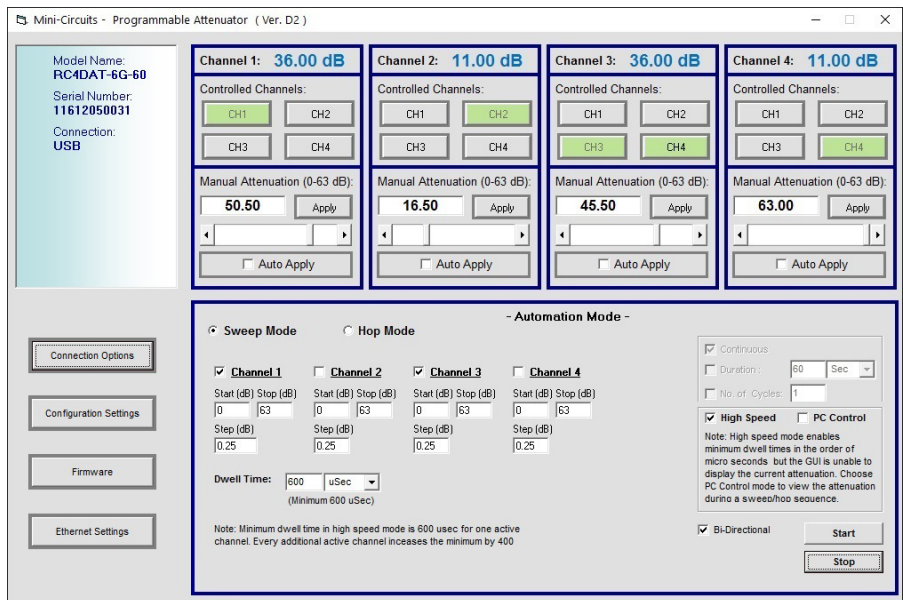 Mini-Circuits - Programmable Attenuator ( Ver. D2 )
Model Name:
RC4DAT-6G-60
Serial Number:
11612050031
Connection:
USB
Channel 1: 36.00 dB
Controlled Channels:
CH1 CH2
CH3 CH4
Manual Attenuation (0-63 dB):
50.50 Apply
Auto Apply
Channel 2: 11.00 dB
Controlled Channels:
CH1 CH2
CH3 CH4
Manual Attenuation (0-63 dB):
16.50 Apply
Auto Apply
Channel 3: 36.00 dB
Controlled Channels:
CH1 CH2
CH3 CH4
Manual Attenuation (0-63 dB):
45.50 Apply
Auto Apply
Channel 4: 11.00 dB
Controlled Channels:
CH1 CH2
CH3 CH4
Manual Attenuation (0-63 dB):
63.00 Apply
Auto Apply
Connection Options
Configuration Settings
Firmware
Ethernet Settings
- Automation Mode -
Sweep Mode Hop Mode
Channel 1 Channel 2 Channel 3 Channel 4
Start (dB) Stop (dB) Start (dB) Stop (dB) Start (dB) Stop (dB) Start (dB) Stop (dB)
0 63 0 63 0 63 0 63
Step (dB) Step (dB) Step (dB) Step (dB)
0.25 0.25 0.25 0.25
Dwell Time: 600 uSec
(Minimum 600 uSec)
Note: Minimum dwell time in high speed mode is 600 usec for one active
channel. Every additional active channel inceases the minimum by 400
Continuous
Duration : 60 Sec
No. of Cycles: 1
High Speed PC Control
Note: High speed mode enables
minimum dwell times in the order of
micro seconds but the GUI is unable to
display the current attenuation. Choose
PC Control mode to view the attenuation
during a sweep/hop sequence.
Bi-Directional Start
Stop